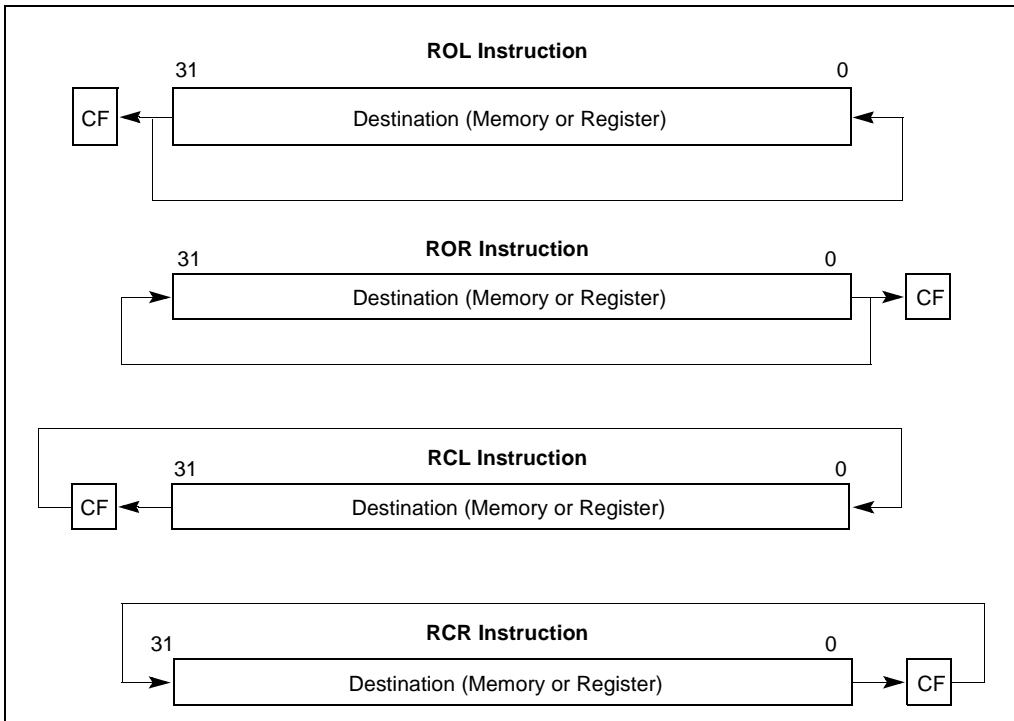 ROL Instruction
31 0
CF Destination (Memory or Register)
ROR Instruction
31 0
Destination (Memory or Register) CF
RCL Instruction
31 0
CF Destination (Memory or Register)
RCR Instruction
31 0
Destination (Memory or Register) CF